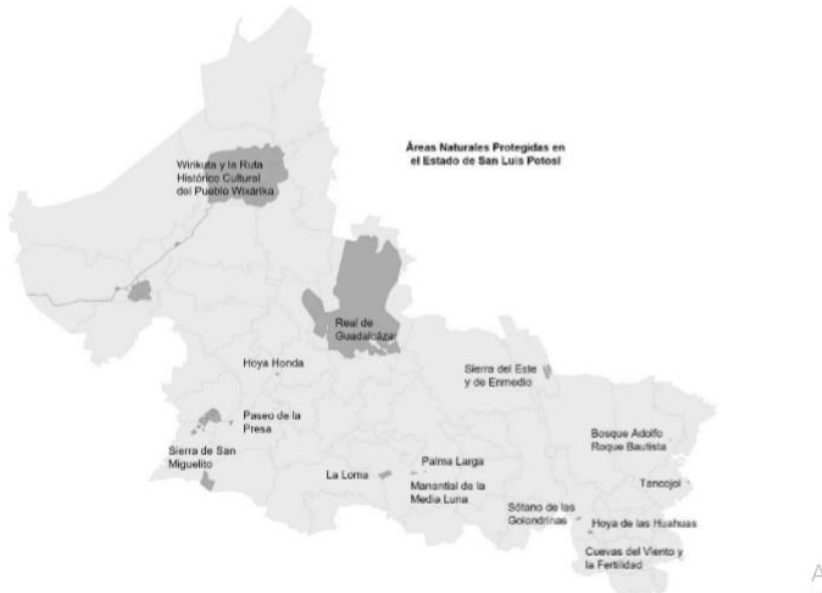 Áreas Naturales Protegidas en
el Estado de San Luis Potosí
Wirikuta y la Ruta
Histórico Cultural
del Pueblo Wixárika
Real de
Guadalcázar
Hoya Honda
Sierra del Este
y de Enmedio
Paseo de la
Presa
Bosque Adolfo
Roque Bautista
Sierra de San
Miguelito
Palma Larga
La Loma
Manantial de la
Media Luna
Tancojol
Sótano de las
Golondrinas
Hoya de las Huahuas
Cuevas del Viento y
la Fertilidad
A